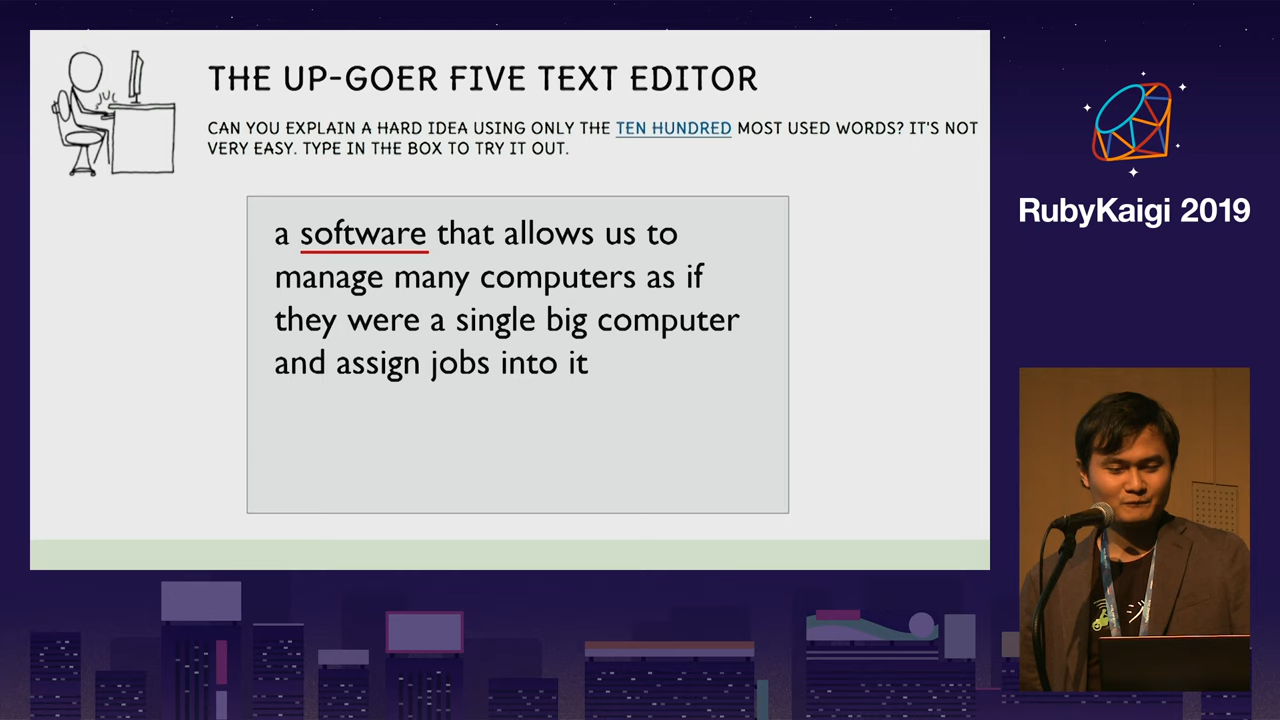 THE UP-GOER FIVE TEXT EDITOR
CAN YOU EXPLAIN A HARD IDEA USING ONLY THE TEN HUNDRED MOST USED WORDS? IT'S NOT
VERY EASY. TYPE IN THE BOX TO TRY IT OUT.
a software that allows us to
manage many computers as if
they were a single big computer
and assign jobs into it
RubyKaigi 2019